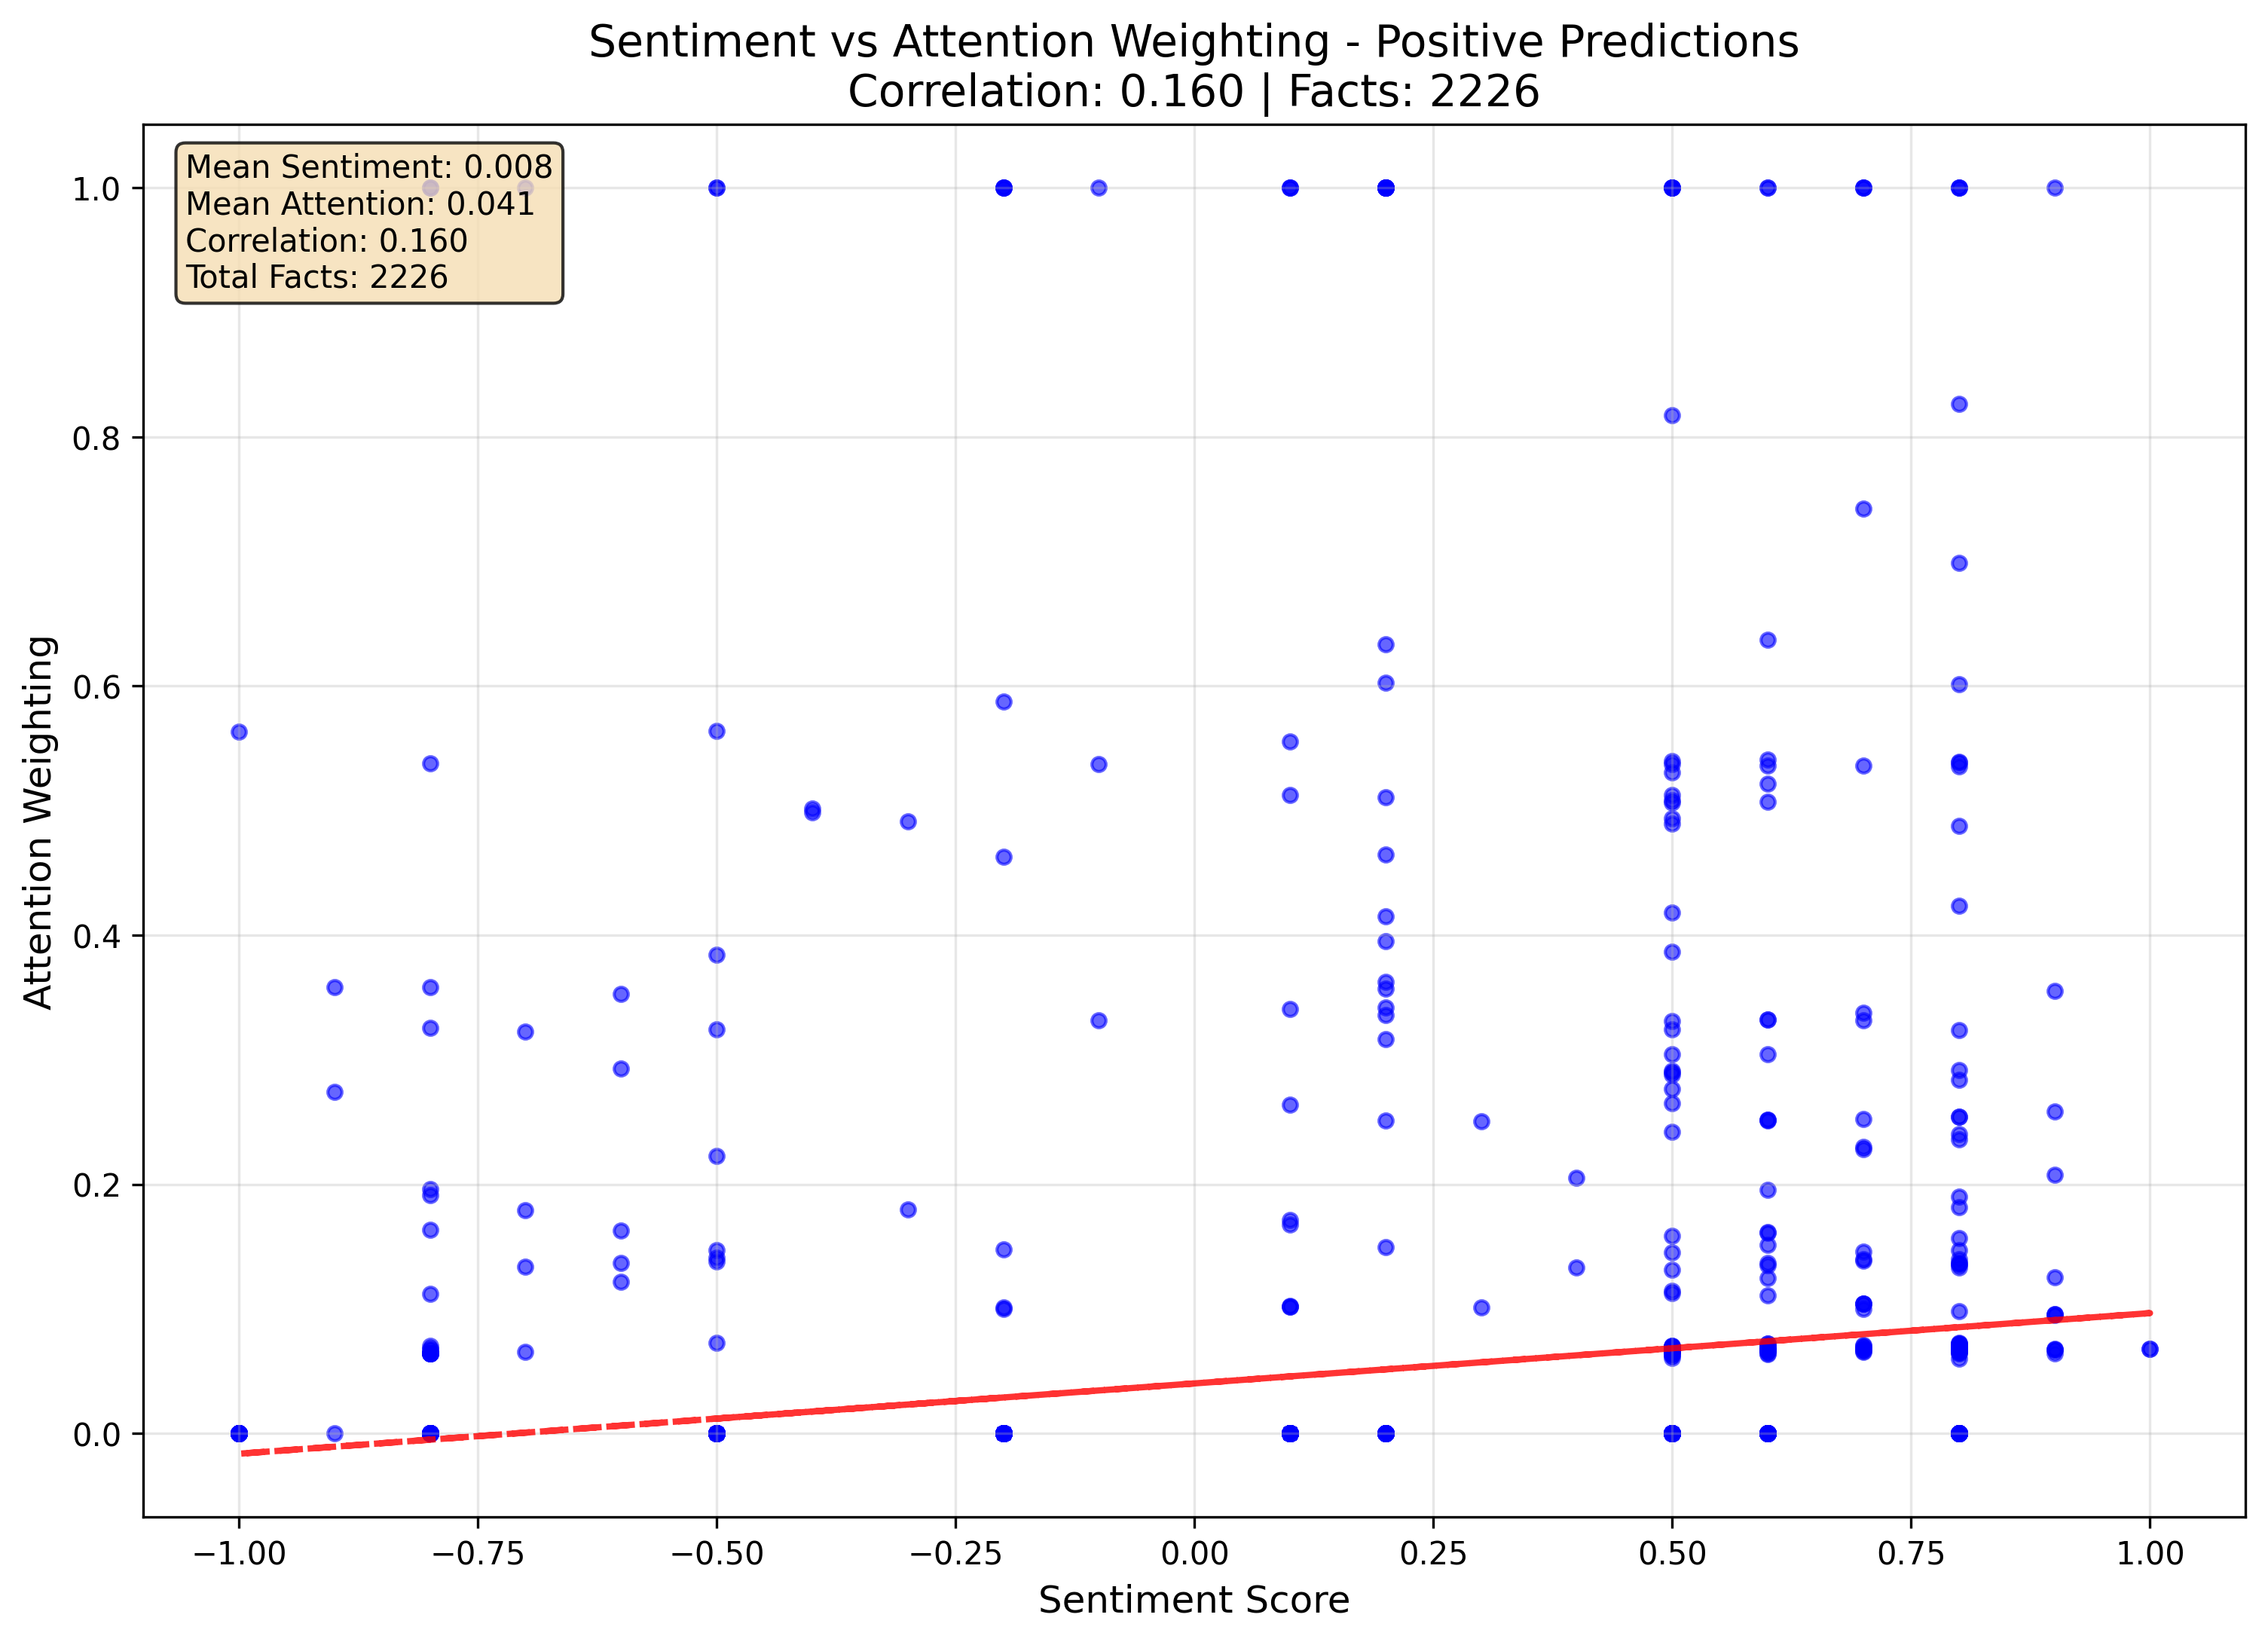 Sentiment vs Attention Weighting - Positive Predictions
Correlation: 0.160 | Facts: 2226
Mean Sentiment: 0.008
Mean Attention: 0.041
Correlation: 0.160
Total Facts: 2226
Attention Weighting
1.0
0.8
0.6
0.4
0.2
0.0
−1.00 −0.75 −0.50 −0.25 0.00 0.25 0.50 0.75 1.00
Sentiment Score